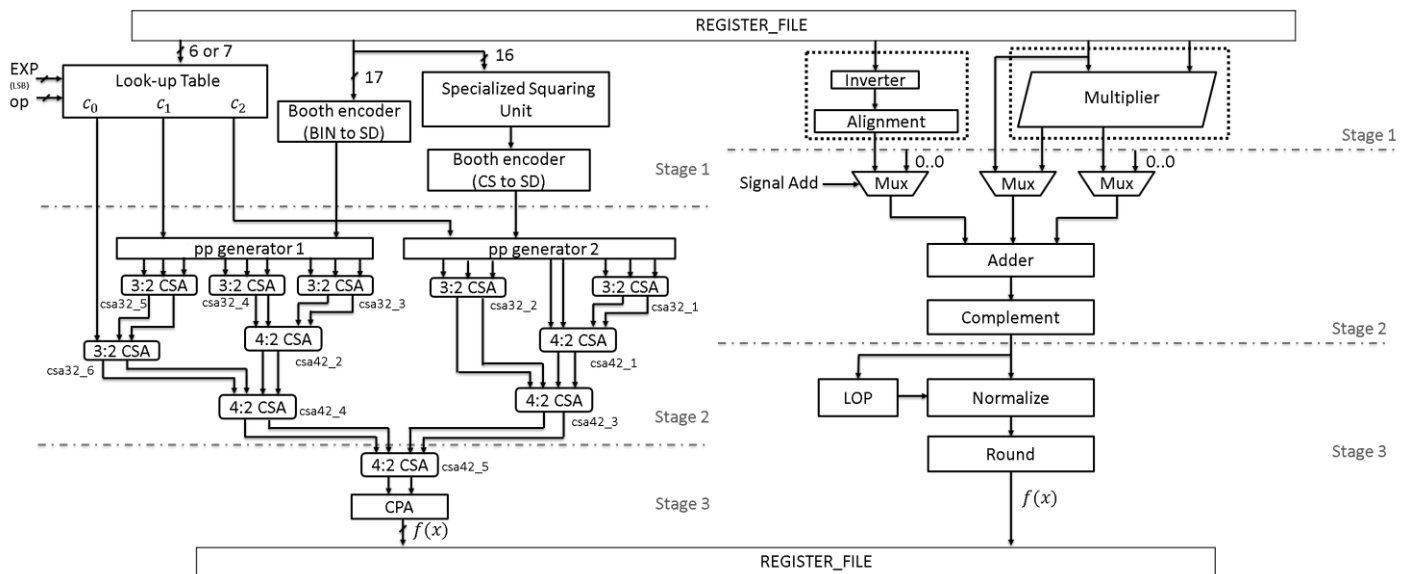 REGISTER_FILE
6 or 7
16
17
EXP
(LSB)
op
Look-up Table
c₀ c₁ c₂
Booth encoder
(BIN to SD)
Specialized Squaring
Unit
Booth encoder
(CS to SD)
Stage 1
pp generator 1
pp generator 2
3:2 CSA
csa32_5
3:2 CSA
csa32_4
3:2 CSA
csa32_3
3:2 CSA
csa32_2
3:2 CSA
csa32_1
3:2 CSA
csa32_6
4:2 CSA
csa42_2
4:2 CSA
csa42_1
4:2 CSA
csa42_4
4:2 CSA
csa42_3
Stage 2
4:2 CSA
csa42_5
CPA
Stage 3
f(x)
Inverter
Alignment
Multiplier
Stage 1
0..0
0..0
Signal Add
Mux
Mux
Mux
Adder
Complement
Stage 2
LOP
Normalize
Round
Stage 3
f(x)
REGISTER_FILE